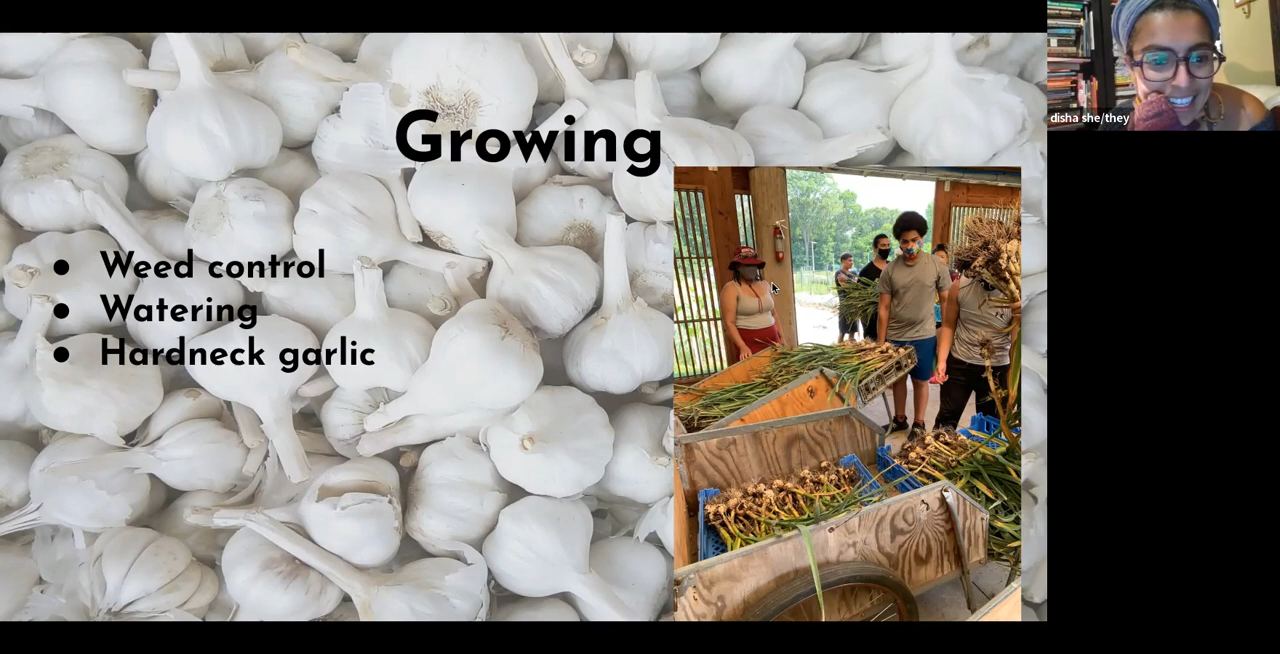 Growing
● Weed control
● Watering
● Hardneck garlic
disha she/they